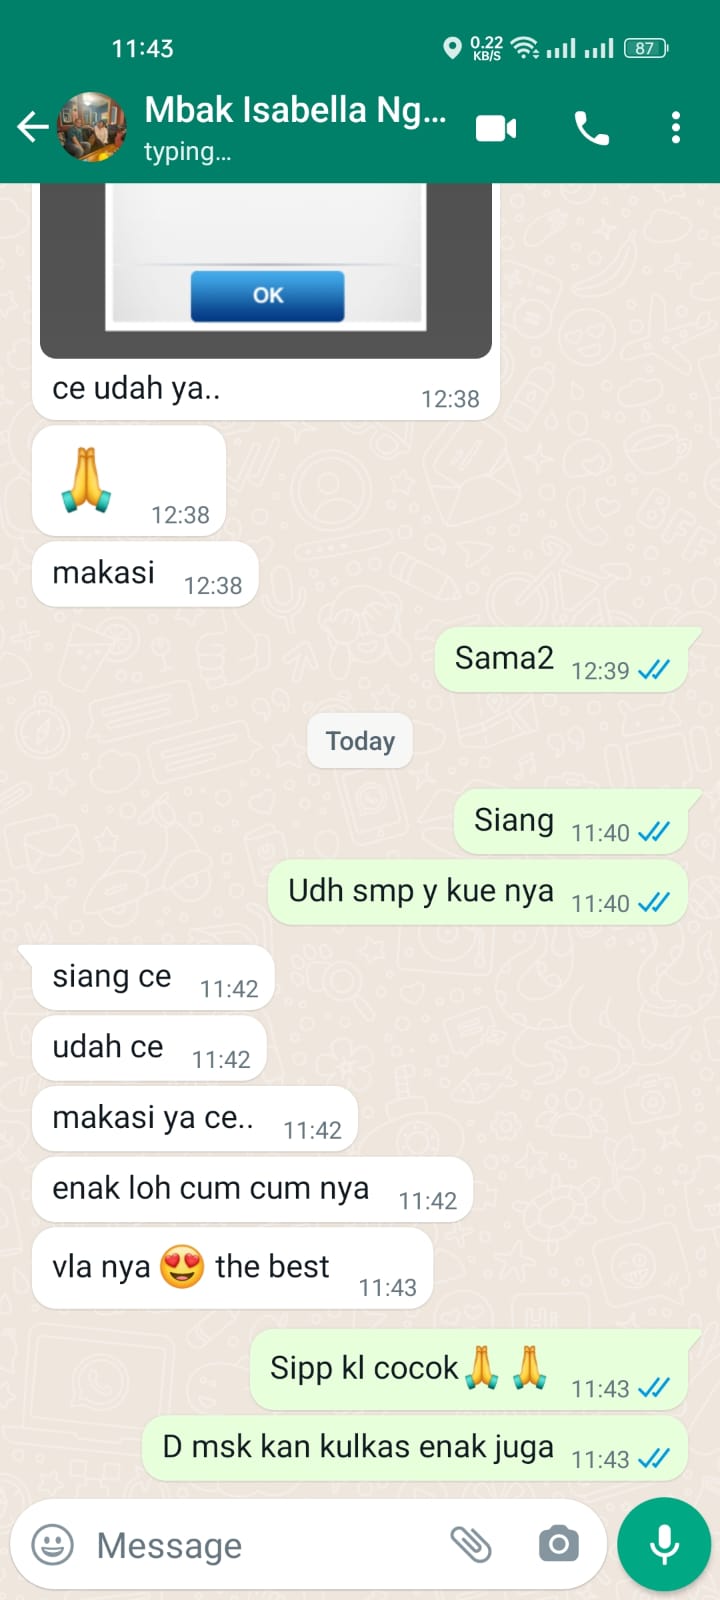 11:43
0.22
KB/S
87
Mbak Isabella Ng...
typing...
OK
ce udah ya..
12:38
🙏
12:38
makasi
12:38
Sama2
12:39
Today
Siang
11:40
Udh smp y kue nya
11:40
siang ce
11:42
udah ce
11:42
makasi ya ce..
11:42
enak loh cum cum nya
11:42
vla nya 😍 the best
11:43
Sipp kl cocok🙏 🙏
11:43
D msk kan kulkas enak juga
11:43
Message